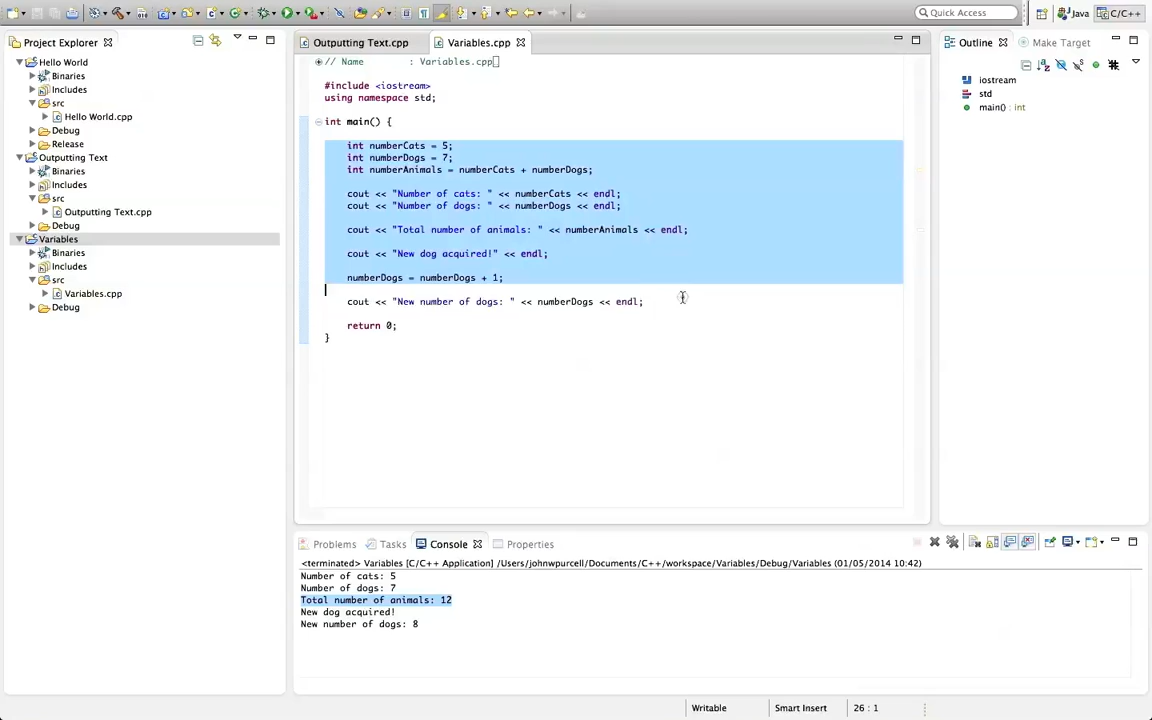 Quick Access
Java
C/C++
Project Explorer
Hello World
Binaries
Includes
src
Hello World.cpp
Debug
Release
Outputting Text
Binaries
Includes
src
Outputting Text.cpp
Debug
Variables
Binaries
Includes
src
Variables.cpp
Debug
Outputting Text.cpp
Variables.cpp
// Name        : Variables.cpp
#include <iostream>
using namespace std;
int main() {
int numberCats = 5;
int numberDogs = 7;
int numberAnimals = numberCats + numberDogs;
cout << "Number of cats: " << numberCats << endl;
cout << "Number of dogs: " << numberDogs << endl;
cout << "Total number of animals: " << numberAnimals << endl;
cout << "New dog acquired!" << endl;
numberDogs = numberDogs + 1;
cout << "New number of dogs: " << numberDogs << endl;
return 0;
}
Outline
Make Target
iostream
std
main() : int
Problems
Tasks
Console
Properties
<terminated> Variables [C/C++ Application] /Users/johnwpurcell/Documents/C++/workspace/Variables/Debug/Variables (01/05/2014 10:42)
Number of cats: 5
Number of dogs: 7
Total number of animals: 12
New dog acquired!
New number of dogs: 8
Writable
Smart Insert
26 : 1